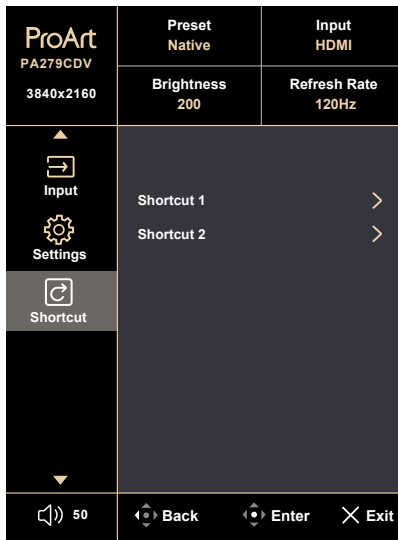 ProArt
PA279CDV
3840x2160
Preset
Native
Input
HDMI
Brightness
200
Refresh Rate
120Hz
Input
Settings
Shortcut
Shortcut 1
Shortcut 2
50
Back
Enter
Exit